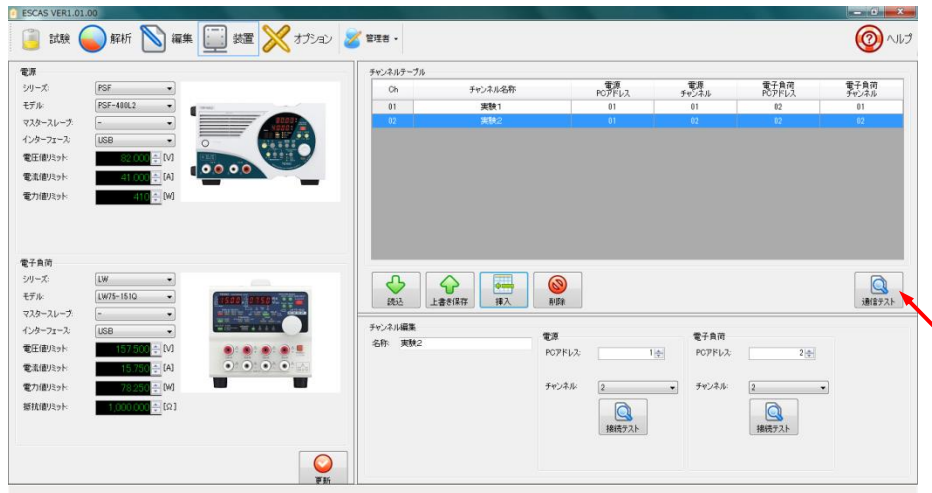 ESCAS VER1.01.00
試験 解析 編集 装置 オプション 管理者 ヘルプ
電源
シリーズ: PSF
モデル: PSF-400L2
マスタースレーブ: -
インターフェース: USB
電圧値リミット: 82.000 [V]
電流値リミット: 41.000 [A]
電力値リミット: 410 [W]
電子負荷
シリーズ: LW
モデル: LW75-151Q
マスタースレーブ: -
インターフェース: USB
電圧値リミット: 157.500 [V]
電流値リミット: 15.750 [A]
電力値リミット: 78.250 [W]
抵抗値リミット: 1,000.000 [Ω]
更新
チャンネルテーブル
Ch チャンネル名称 電源 PCアドレス 電源 チャンネル 電子負荷 PCアドレス 電子負荷 チャンネル
01 実験1 01 01 02 01
02 実験2 01 02 02 02
読込 上書き保存 挿入 削除 通信テスト
チャンネル編集
名称: 実験2
電源
PCアドレス: 1
チャンネル: 2
接続テスト
電子負荷
PCアドレス: 2
チャンネル: 2
接続テスト